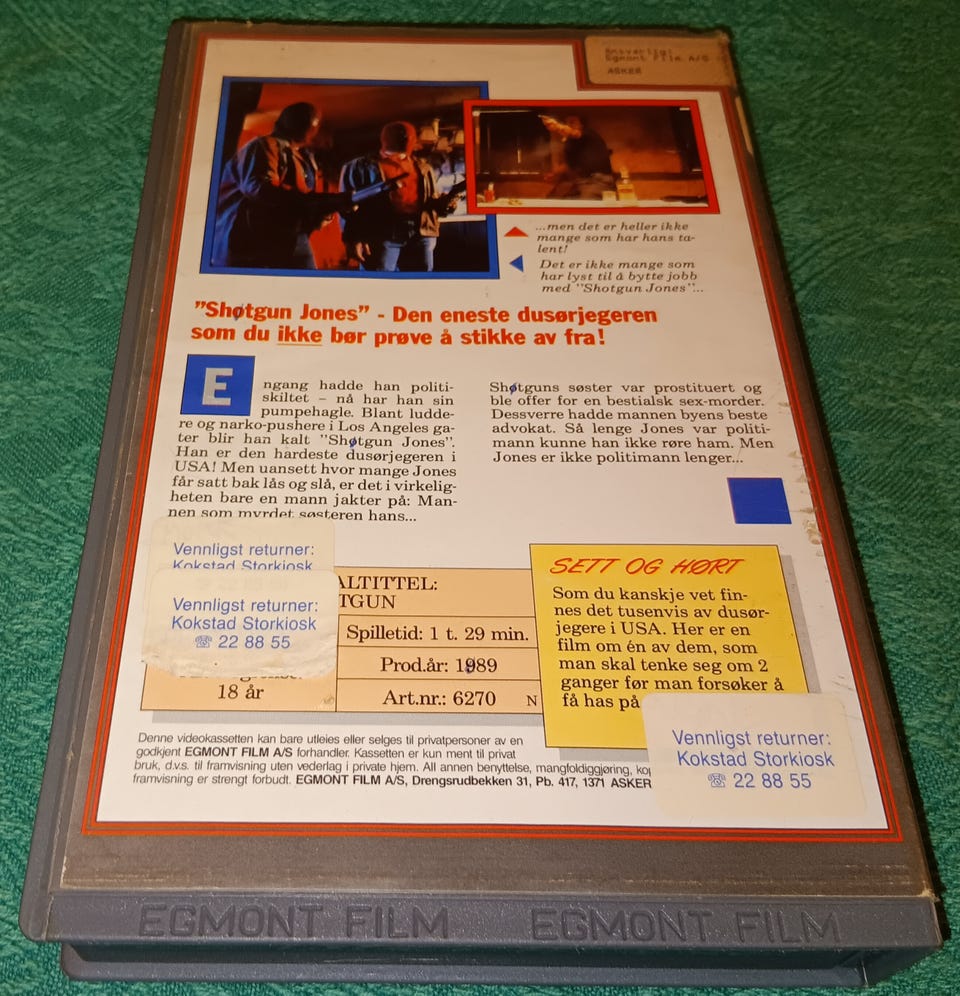 Ansvarlig:
Egmont Film A/S
ASKER
...men det er heller ikke
mange som har hans ta-
lent!
Det er ikke mange som
har lyst til å bytte jobb
med "Shotgun Jones"...
"Shotgun Jones" - Den eneste dusørjegeren
som du ikke bør prøve å stikke av fra!
Engang hadde han politi-
skiltet – nå har han sin
pumpehagle. Blant ludde-
re og narko-pushere i Los Angeles ga-
ter blir han kalt "Shotgun Jones".
Han er den hardeste dusørjegeren i
USA! Men uansett hvor mange Jones
får satt bak lås og slå, er det i virkelig-
heten bare en mann jakter på: Man-
nen som myrdet søsteren hans...
Shotguns søster var prostituert og
ble offer for en bestialsk sex-morder.
Dessverre hadde mannen byens beste
advokat. Så lenge Jones var politi-
mann kunne han ikke røre ham. Men
Jones er ikke politimann lenger...
Vennligst returner:
Kokstad Storkiosk
Vennligst returner:
Kokstad Storkiosk
☏ 22 88 55
ALTITTEL:
TGUN
Spilletid: 1 t. 29 min.
Prod.år: 1989
18 år
Art.nr.: 6270 N
SETT OG HØRT
Som du kanskje vet fin-
nes det tusenvis av dusør-
jegere i USA. Her er en
film om én av dem, som
man skal tenke seg om 2
ganger før man forsøker å
få has på
Vennligst returner:
Kokstad Storkiosk
☏ 22 88 55
Denne videokassetten kan bare utleies eller selges til privatpersoner av en
godkjent EGMONT FILM A/S forhandler. Kassetten er kun ment til privat
bruk, d.v.s. til framvisning uten vederlag i private hjem. All annen benyttelse, mangfoldiggjøring, kop
framvisning er strengt forbudt. EGMONT FILM A/S, Drengsrudbekken 31, Pb. 417, 1371 ASKER
EGMONT FILM EGMONT FILM